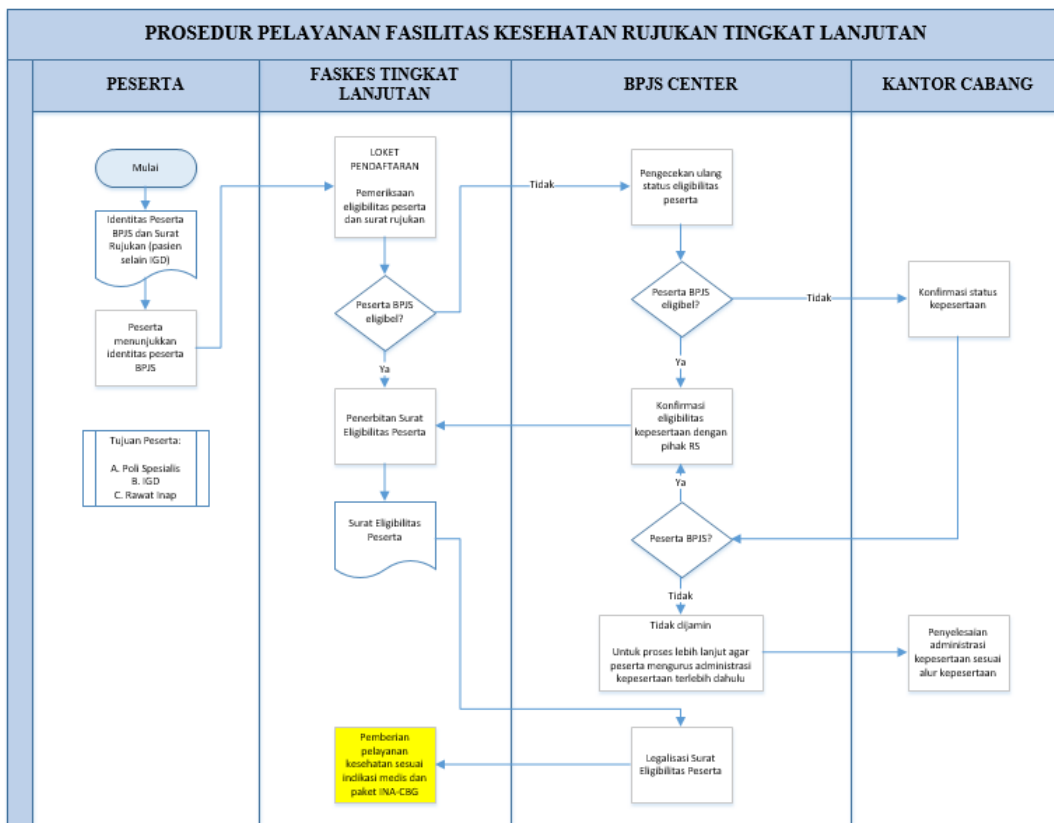 PROSEDUR PELAYANAN FASILITAS KESEHATAN RUJUKAN TINGKAT LANJUTAN
PESERTA
FASKES TINGKAT
LANJUTAN
BPJS CENTER
KANTOR CABANG
Mulai
Identitas Peserta
BPJS dan Surat
Rujukan (pasien
selain IGD)
Peserta
menunjukkan
identitas peserta
BPJS
Tujuan Peserta:
A. Poli Spesialis
B. IGD
C. Rawat Inap
LOKET
PENDAFTARAN
Pemeriksaan
eligibilitas peserta
dan surat rujukan
Peserta BPJS
eligibel?
Tidak
Ya
Penerbitan Surat
Eligibilitas Peserta
Surat Eligibilitas
Peserta
Pemberian
pelayanan
kesehatan sesuai
indikasi medis dan
paket INA-CBG
Pengecekan ulang
status eligibilitas
peserta
Peserta BPJS
eligibel?
Tidak
Ya
Konfirmasi
eligibilitas
kepesertaan dengan
pihak RS
Ya
Peserta BPJS?
Tidak
Tidak dijamin
Untuk proses lebih lanjut agar
peserta mengurus administrasi
kepesertaan terlebih dahulu
Legalisasi Surat
Eligibilitas Peserta
Konfirmasi status
kepesertaan
Penyelesaian
administrasi
kepesertaan sesuai
alur kepesertaan